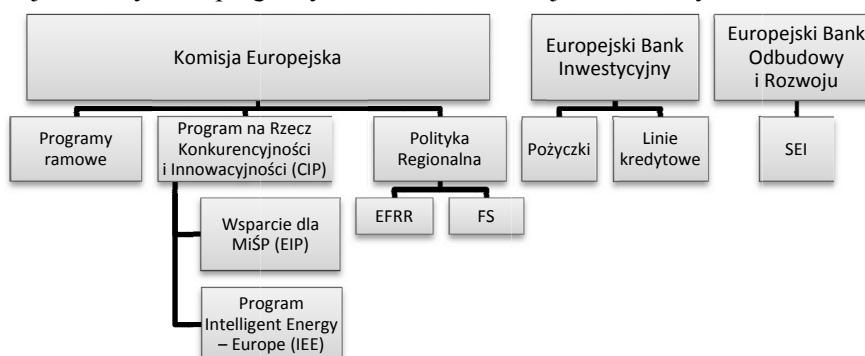 Komisja Europejska
Europejski Bank
Inwestycyjny
Europejski Bank
Odbudowy
i Rozwoju
Programy
ramowe
Program na Rzecz
Konkurencyjności
i Innowacyjności (CIP)
Polityka
Regionalna
Pożyczki
Linie
kredytowe
SEI
EFRR
FS
Wsparcie dla
MiŚP (EIP)
Program
Intelligent Energy
– Europe (IEE)